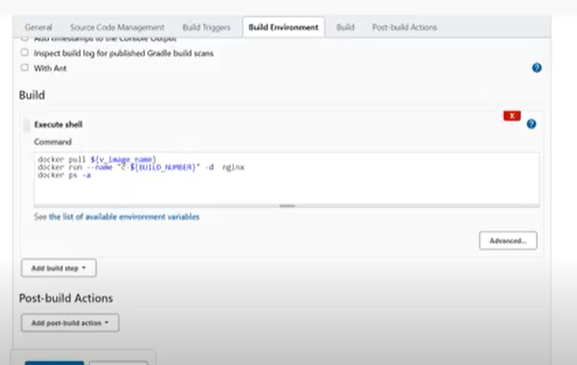 General Source Code Management Build Triggers Build Environment Build Post-build Actions
Add timestamps to the Console Output
Inspect build log for published Gradle build scans
With Ant
Build
X
Execute shell
Command
docker pull ${v_image_name}
docker run --name "c-${BUILD_NUMBER}" -d nginx
docker ps -a
See the list of available environment variables
Advanced...
Add build step
Post-build Actions
Add post-build action